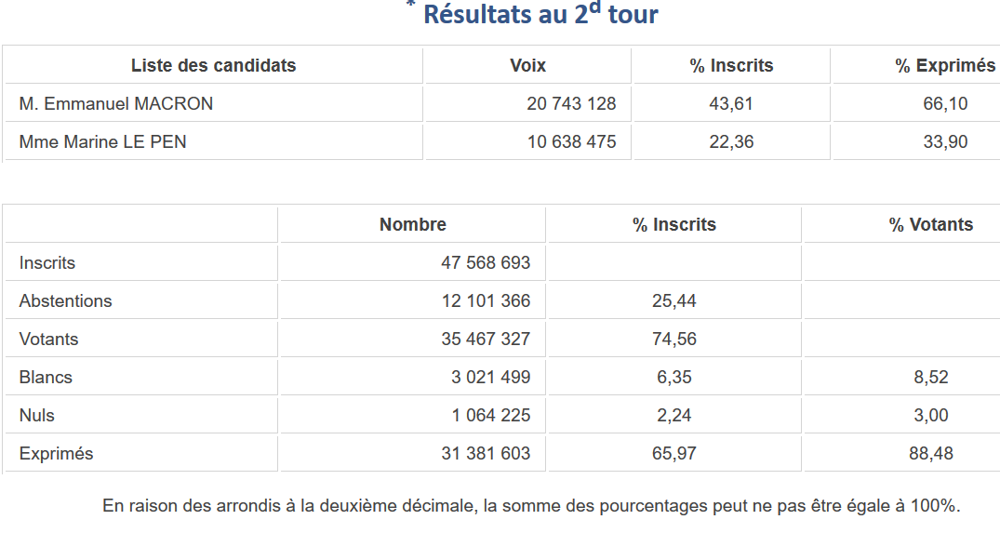 * Résultats au 2d tour
Liste des candidats Voix % Inscrits % Exprimés
M. Emmanuel MACRON 20 743 128 43,61 66,10
Mme Marine LE PEN 10 638 475 22,36 33,90
Nombre % Inscrits % Votants
Inscrits 47 568 693
Abstentions 12 101 366 25,44
Votants 35 467 327 74,56
Blancs 3 021 499 6,35 8,52
Nuls 1 064 225 2,24 3,00
Exprimés 31 381 603 65,97 88,48
En raison des arrondis à la deuxième décimale, la somme des pourcentages peut ne pas être égale à 100%.